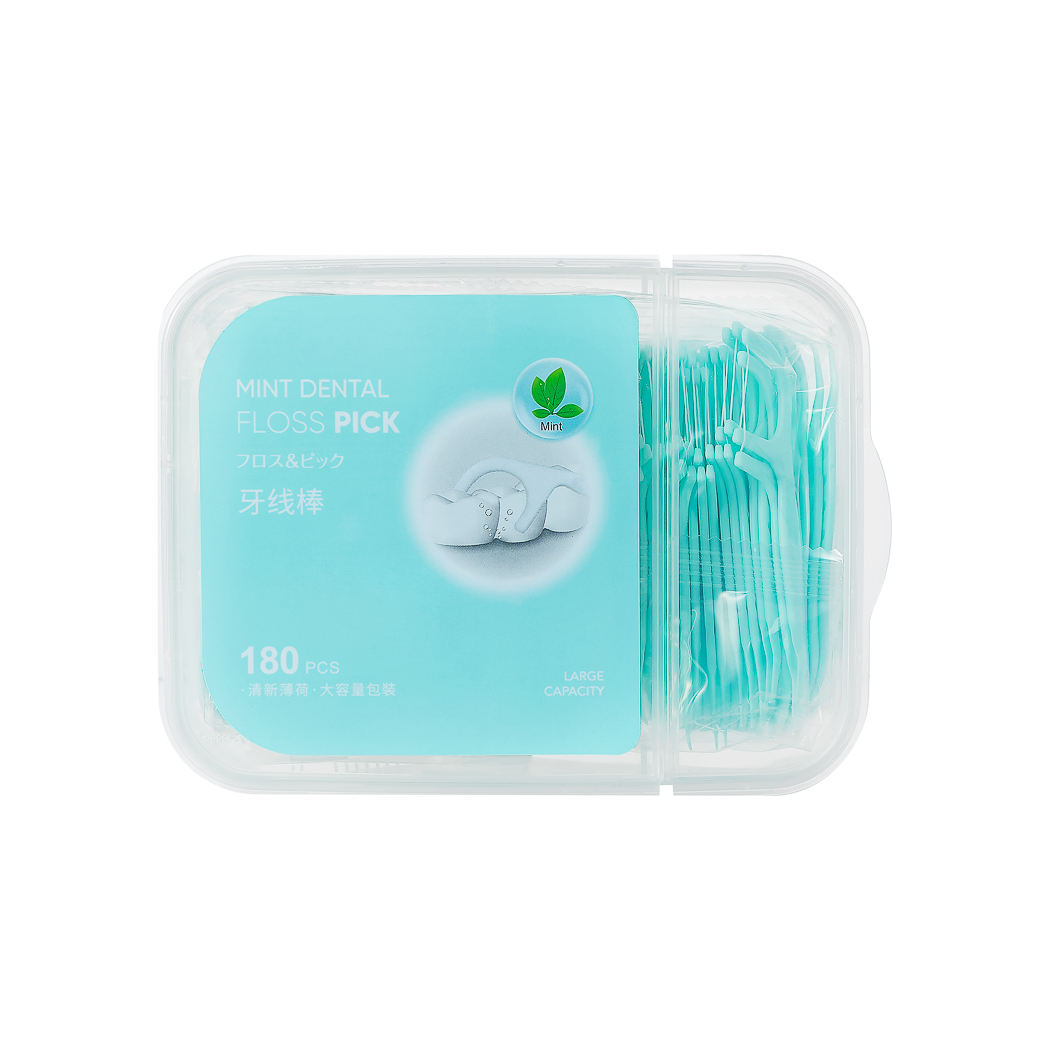 MINT DENTAL
FLOSS PICK
フロス&ピック
牙线棒
Mint
180 PCS
·清新薄荷·大容量包裝
LARGE
CAPACITY